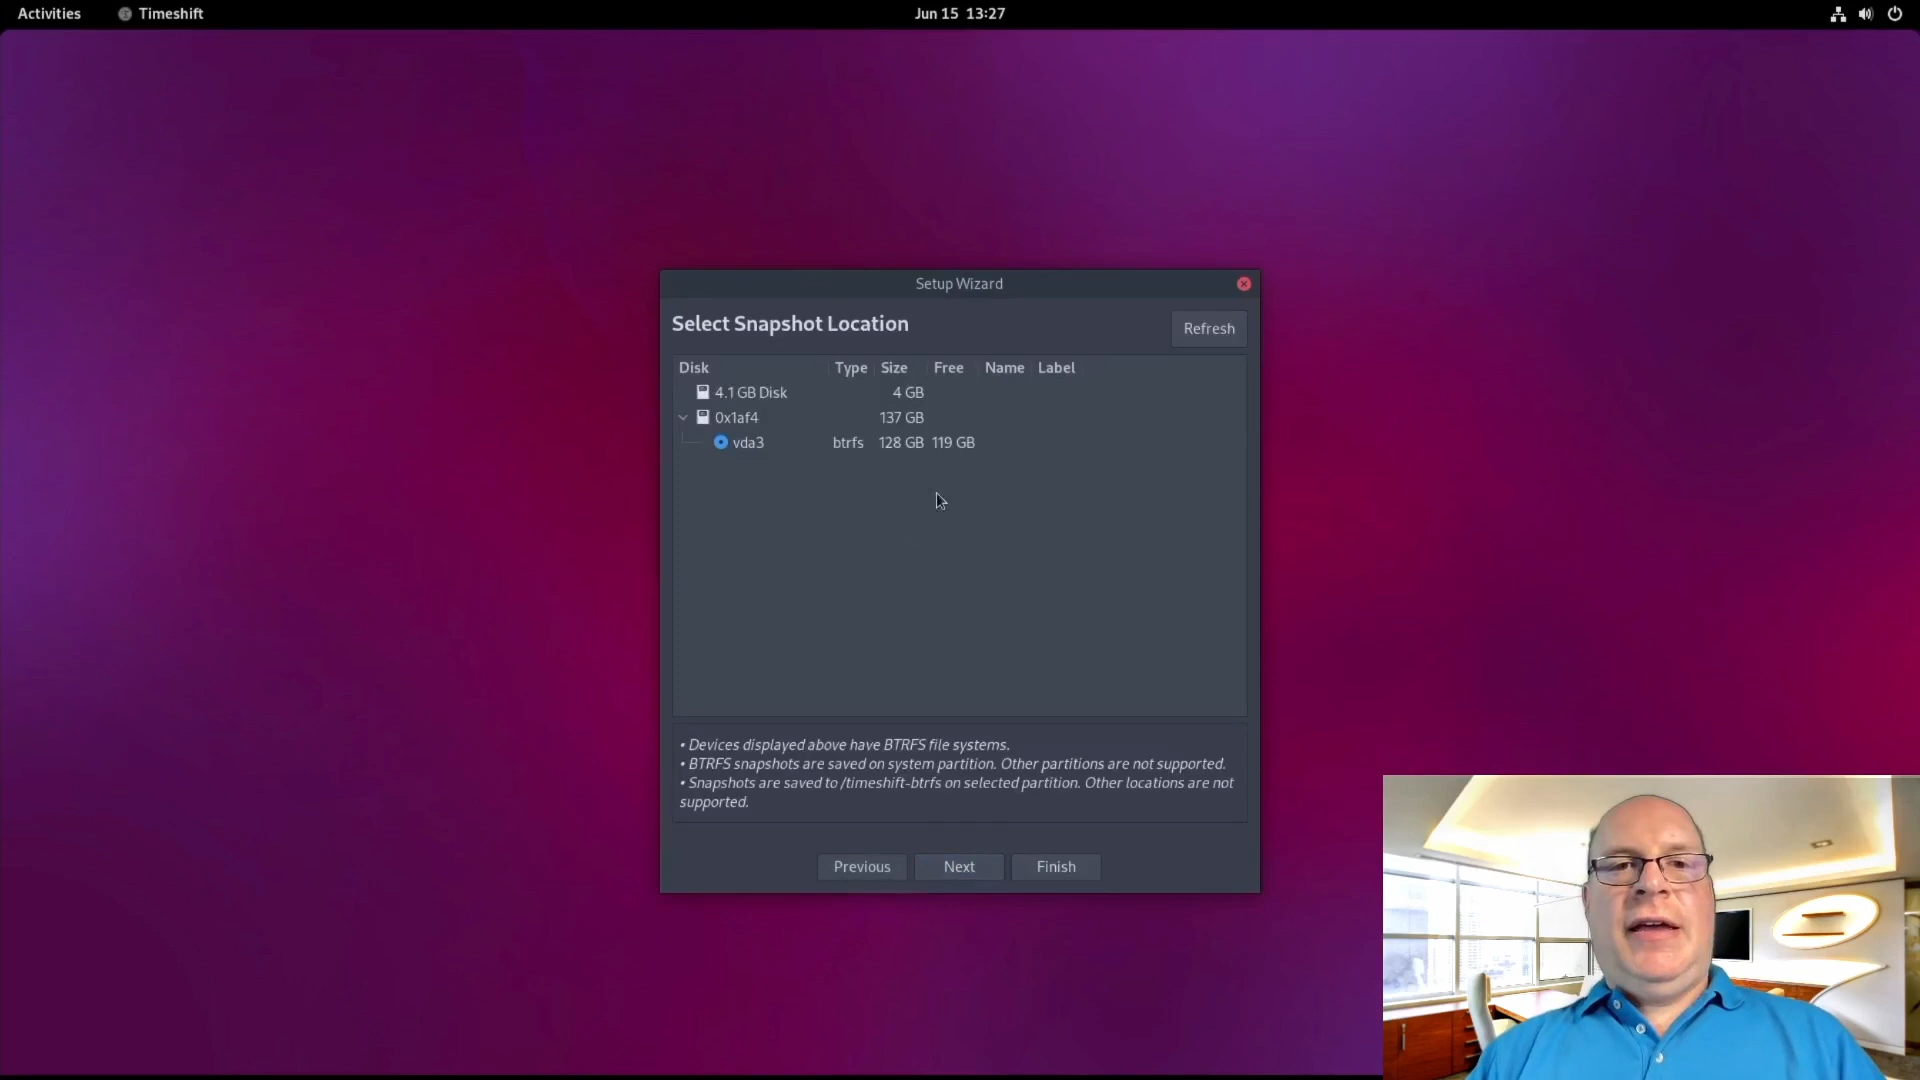 Activities Timeshift Jun 15 13:27
Setup Wizard
Select Snapshot Location
Refresh
Disk Type Size Free Name Label
4.1 GB Disk 4 GB
0x1af4 137 GB
vda3 btrfs 128 GB 119 GB
• Devices displayed above have BTRFS file systems.
• BTRFS snapshots are saved on system partition. Other partitions are not supported.
• Snapshots are saved to /timeshift-btrfs on selected partition. Other locations are not
supported.
Previous Next Finish